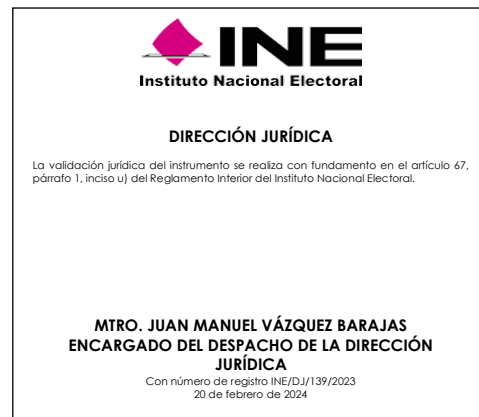 INE
Instituto Nacional Electoral
DIRECCIÓN JURÍDICA
La validación jurídica del instrumento se realiza con fundamento en el artículo 67,
párrafo 1, inciso u) del Reglamento Interior del Instituto Nacional Electoral.
MTRO. JUAN MANUEL VÁZQUEZ BARAJAS
ENCARGADO DEL DESPACHO DE LA DIRECCIÓN
JURÍDICA
Con número de registro INE/DJ/139/2023
20 de febrero de 2024